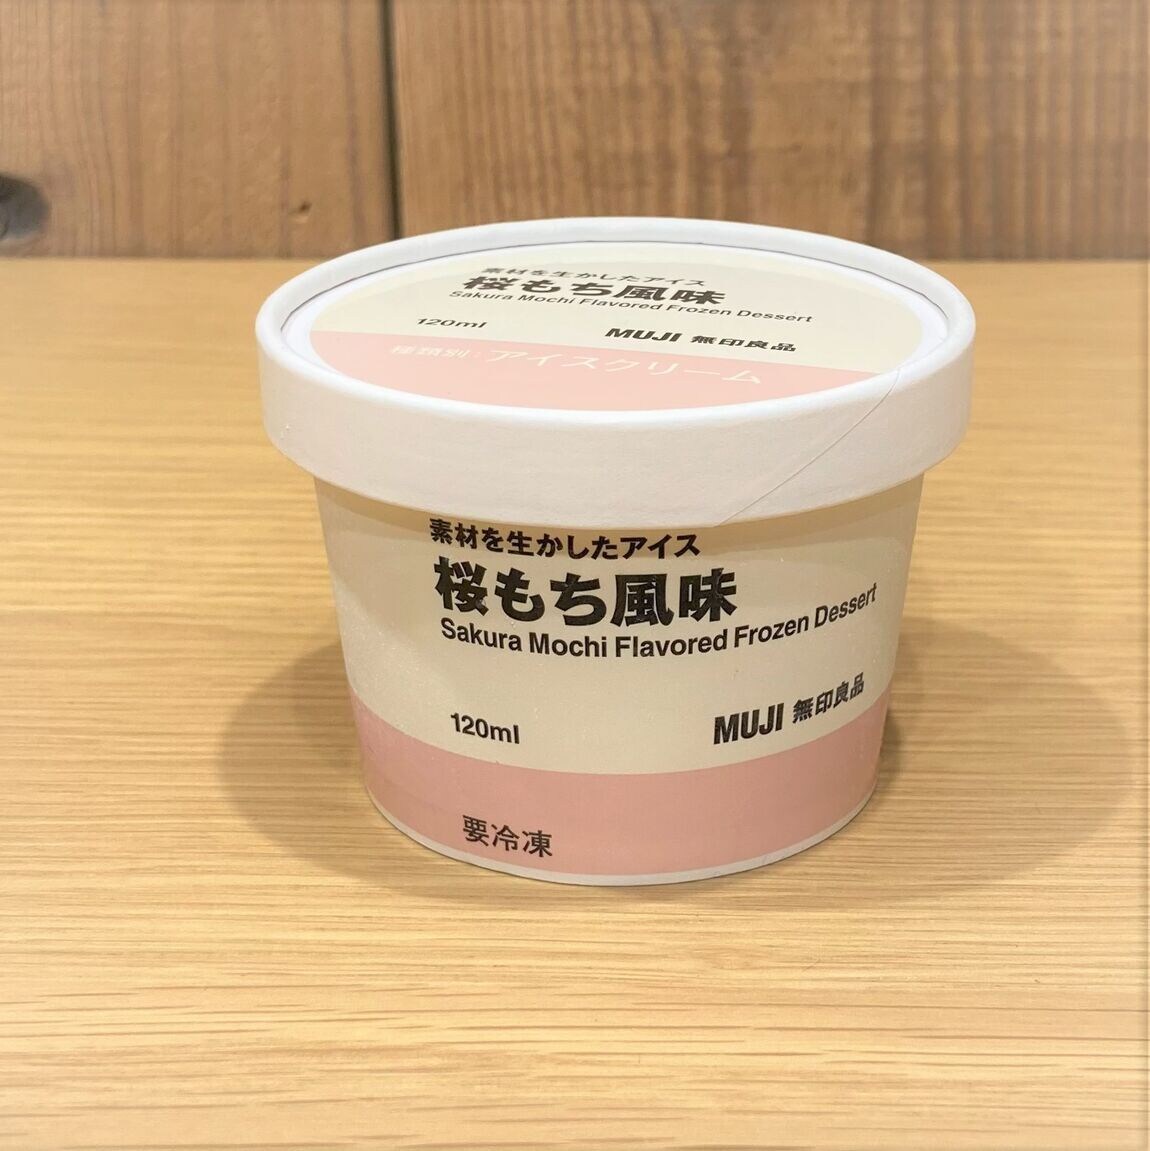 素材を生かしたアイス
桜もち風味
Sakura Mochi Flavored Frozen Dessert
120ml
MUJI 無印良品
種類別:アイスクリーム
素材を生かしたアイス
桜もち風味
Sakura Mochi Flavored Frozen Dessert
120ml
MUJI 無印良品
要冷凍